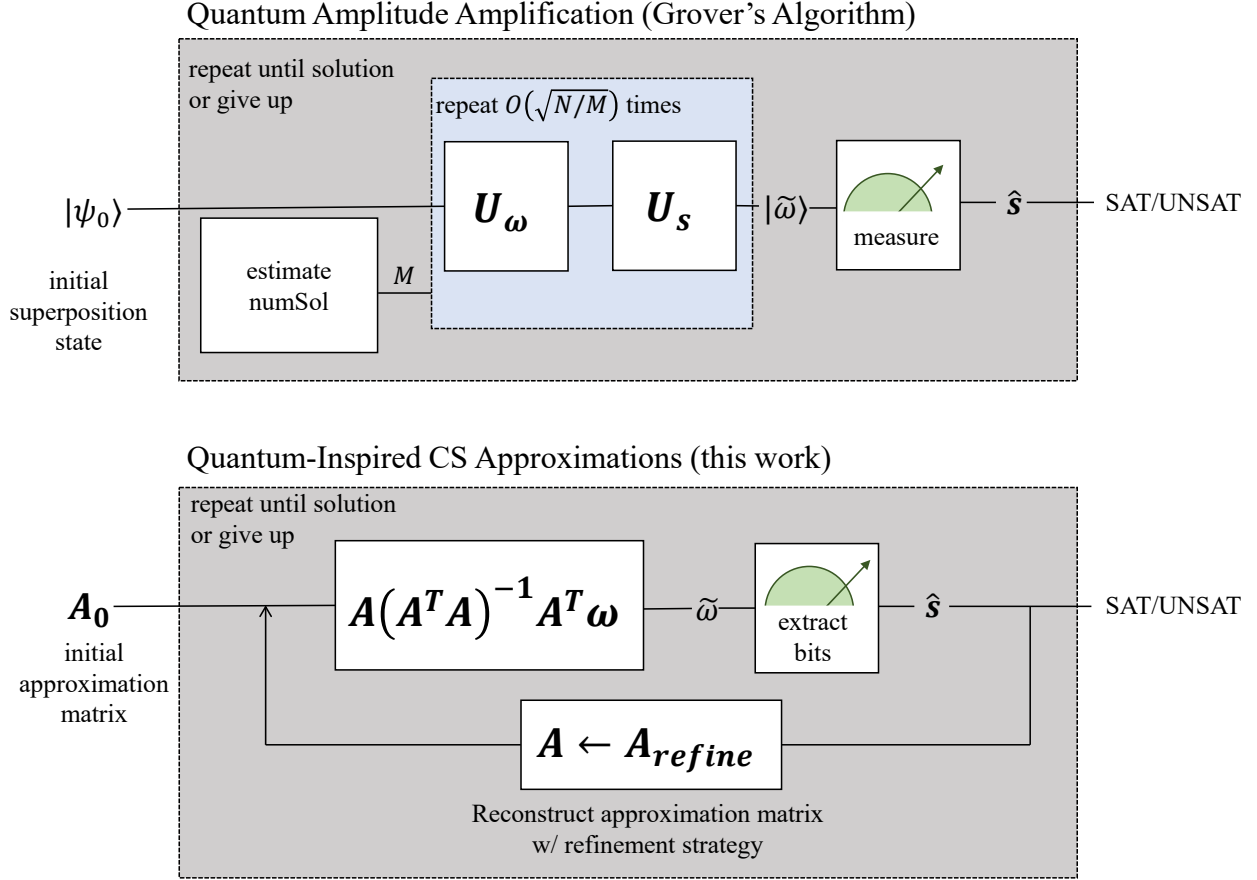 Quantum Amplitude Amplification (Grover's Algorithm)
repeat until solution
or give up
repeat O(√N/M) times
|ψ₀⟩
U_ω
U_s
|ω̃⟩
measure
ŝ
SAT/UNSAT
initial
superposition
state
estimate
numSol
M
Quantum-Inspired CS Approximations (this work)
repeat until solution
or give up
A₀
A(AᵀA)⁻¹Aᵀω
ω̃
extract
bits
ŝ
SAT/UNSAT
initial
approximation
matrix
A ← A_refine
Reconstruct approximation matrix
w/ refinement strategy